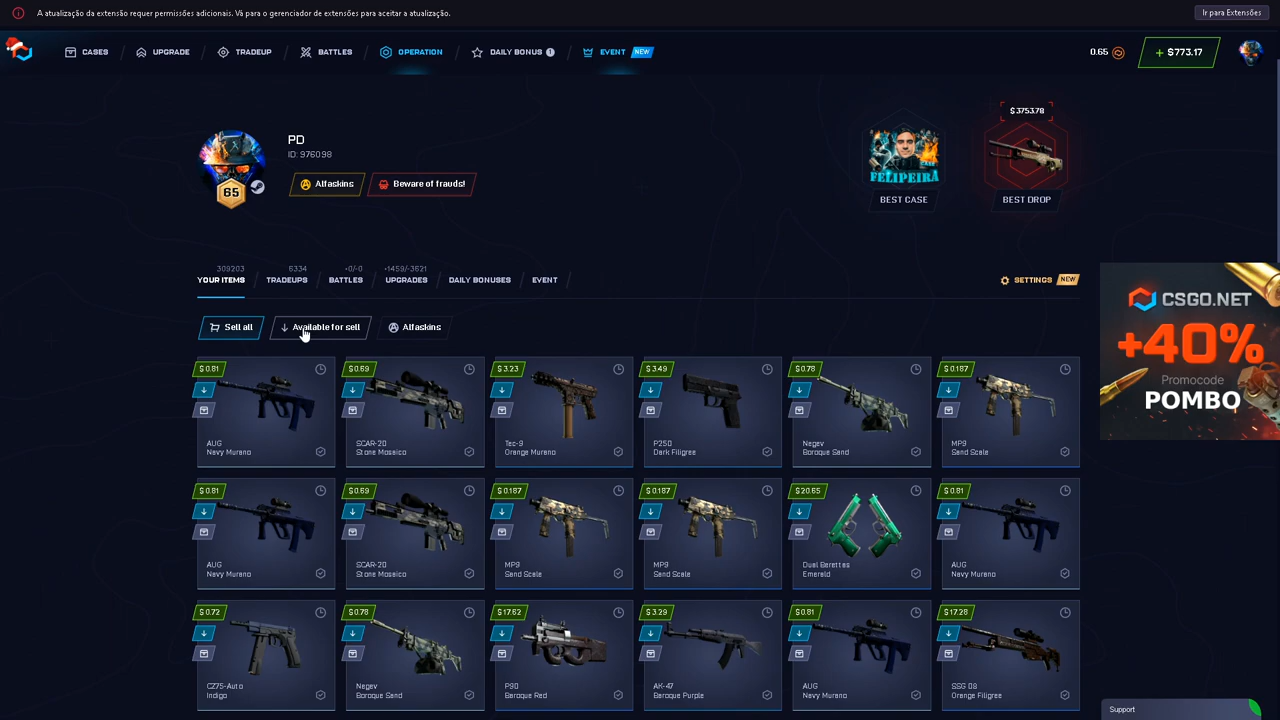 A atualização da extensão requer permissões adicionais. Vá para o gerenciador de extensões para aceitar a atualização.
Ir para Extensões
CASES
UPGRADE
TRADEUP
BATTLES
OPERATION
DAILY BONUS
EVENT
NEW
0.65
+ $773.17
PD
ID: 976098
65
Alfaskins
Beware of frauds!
FELIPEIRA
BEST CASE
$3753.78
BEST DROP
309203
YOUR ITEMS
6334
TRADEUPS
+0/-0
BATTLES
+1459/-3621
UPGRADES
DAILY BONUSES
EVENT
SETTINGS
NEW
Sell all
Available for sell
Alfaskins
CSGO.NET
+40%
Promocode
POMBO
$0.81
AUG
Navy Murano
$0.69
SCAR-20
Stone Mosaico
$3.23
Tec-9
Orange Murano
$3.49
P250
Dark Filigree
$0.78
Negev
Baroque Sand
$0.187
MP9
Sand Scale
$0.81
AUG
Navy Murano
$0.69
SCAR-20
Stone Mosaico
$0.187
MP9
Sand Scale
$0.187
MP9
Sand Scale
$20.65
Dual Berettas
Emerald
$0.81
AUG
Navy Murano
$0.72
CZ75-Auto
Indigo
$0.78
Negev
Baroque Sand
$17.62
P90
Baroque Red
$3.29
AK-47
Baroque Purple
$0.81
AUG
Navy Murano
$17.28
SSG 08
Orange Filigree
Support